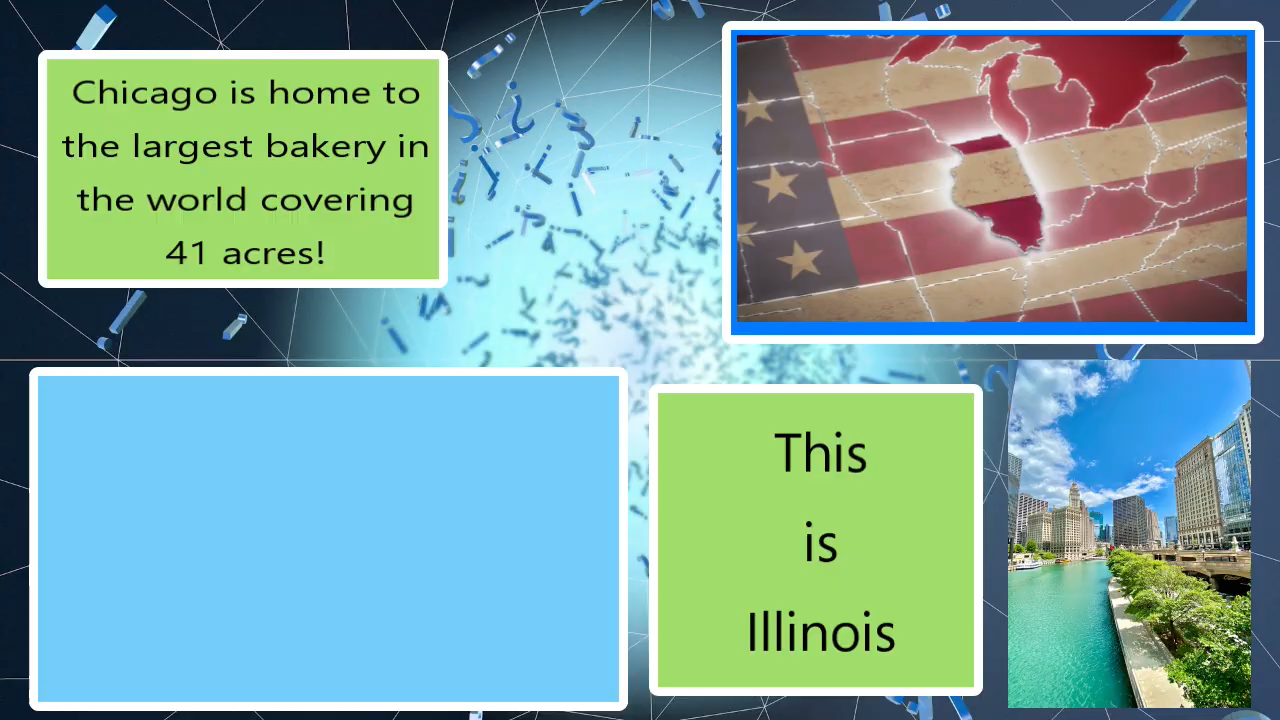 Chicago is home to
the largest bakery in
the world covering
41 acres!
This
is
Illinois